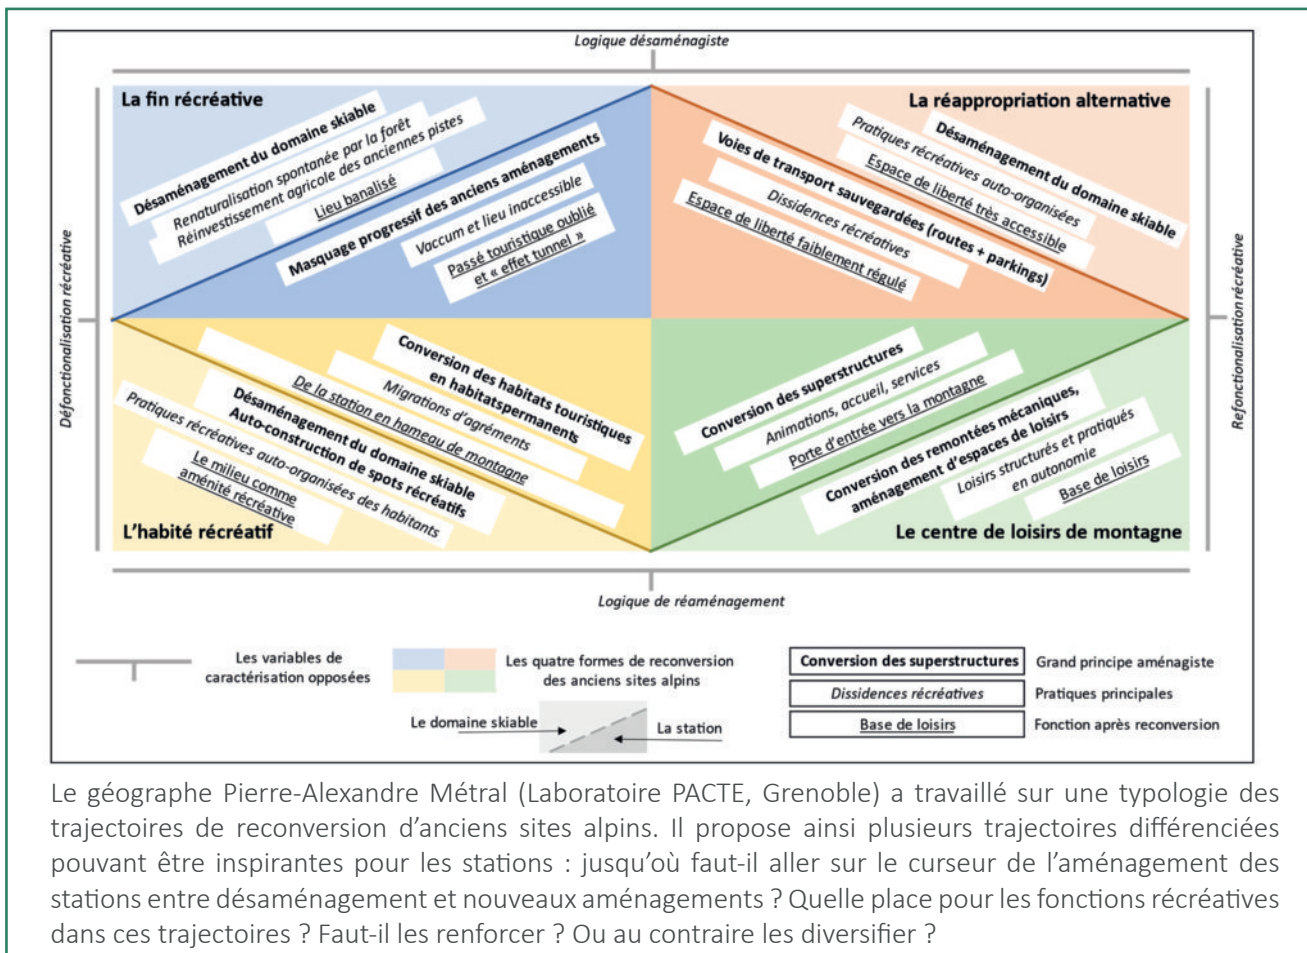 Logique désaménagiste
La fin récréative
Désaménagement du domaine skiable
Renaturalisation spontanée par la forêt
Réinvestissement agricole des anciennes pistes
Lieu banalisé
Masquage progressif des anciens aménagements
Vaccum et lieu inaccessible
Passé touristique oublié
et « effet tunnel »
La réappropriation alternative
Désaménagement du domaine skiable
Pratiques récréatives auto-organisées
Espace de liberté très accessible
Voies de transport sauvegardées (routes + parkings)
Dissidences récréatives
Espace de liberté faiblement régulé
Défonctionalisation récréative
Refonctionalisation récréative
Conversion des habitats touristiques
en habitatspermanents
Migrations d'agréments
De la station en hameau de montagne
Désaménagement du domaine skiable
Auto-construction de spots récréatifs
Pratiques récréatives auto-organisées des habitants
Le milieu comme
aménité récréative
L'habité récréatif
Conversion des superstructures
Animations, accueil, services
Porte d'entrée vers la montagne
Conversion des remontées mécaniques,
aménagement d'espaces de loisirs
Loisirs structurés et pratiqués
en autonomie
Base de loisirs
Le centre de loisirs de montagne
Logique de réaménagement
Les variables de
caractérisation opposées
Les quatre formes de reconversion
des anciens sites alpins
Le domaine skiable
La station
Conversion des superstructures
Grand principe aménagiste
Dissidences récréatives
Pratiques principales
Base de loisirs
Fonction après reconversion
Le géographe Pierre-Alexandre Métral (Laboratoire PACTE, Grenoble) a travaillé sur une typologie des
trajectoires de reconversion d'anciens sites alpins. Il propose ainsi plusieurs trajectoires différenciées
pouvant être inspirantes pour les stations : jusqu'où faut-il aller sur le curseur de l'aménagement des
stations entre désaménagement et nouveaux aménagements ? Quelle place pour les fonctions récréatives
dans ces trajectoires ? Faut-il les renforcer ? Ou au contraire les diversifier ?